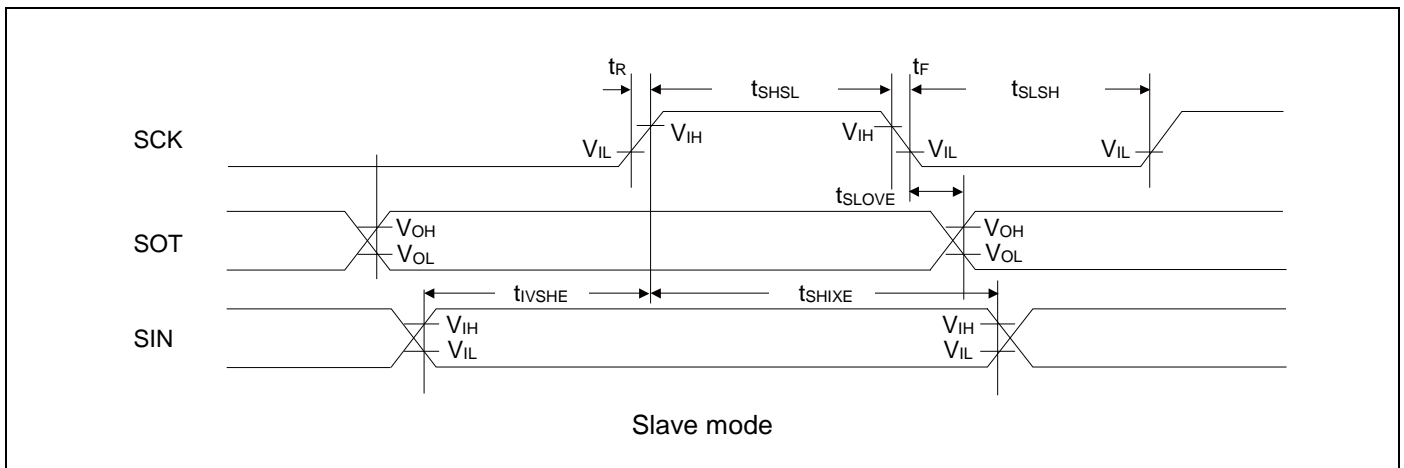 tR tF
tSHSL tSLSH
SCK VIH VIH
VIL VIL VIL
tSLOVE
SOT VOH VOH
VOL VOL
tIVSHE tSHIXE
SIN VIH VIH
VIL VIL
Slave mode